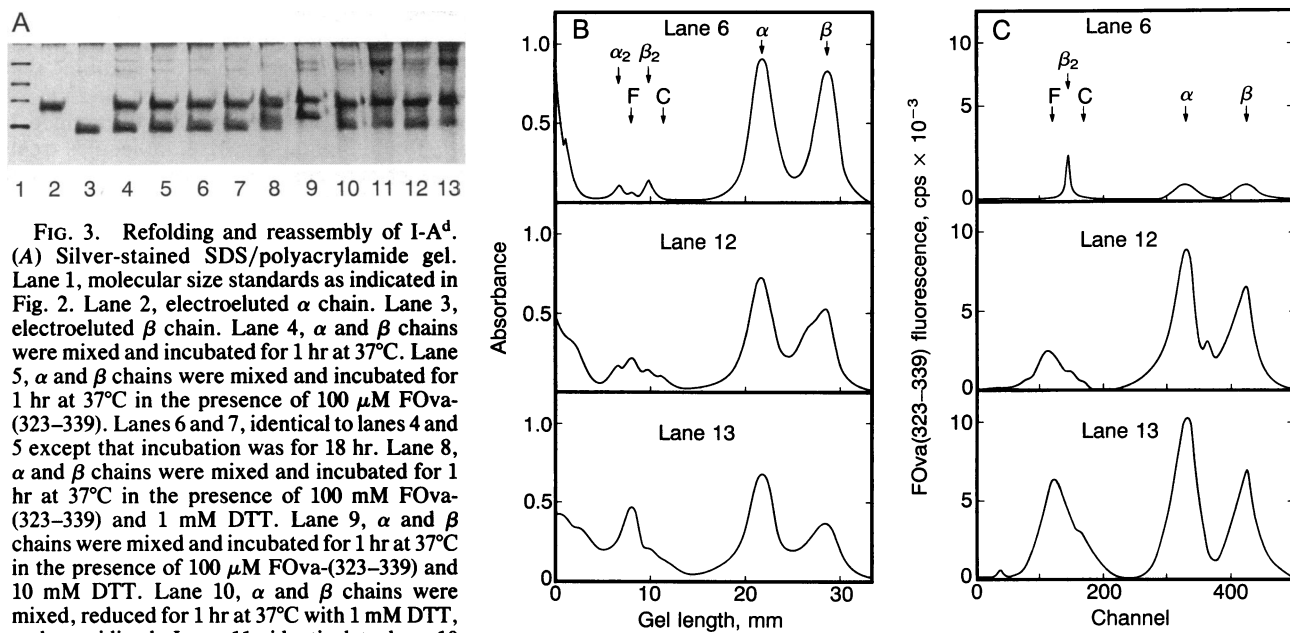 A
1 2 3 4 5 6 7 8 9 10 11 12 13
FIG. 3. Refolding and reassembly of I-Aᵈ.
(A) Silver-stained SDS/polyacrylamide gel.
Lane 1, molecular size standards as indicated in
Fig. 2. Lane 2, electroeluted α chain. Lane 3,
electroeluted β chain. Lane 4, α and β chains
were mixed and incubated for 1 hr at 37°C. Lane
5, α and β chains were mixed and incubated for
1 hr at 37°C in the presence of 100 μM FOva-
(323–339). Lanes 6 and 7, identical to lanes 4 and
5 except that incubation was for 18 hr. Lane 8,
α and β chains were mixed and incubated for 1
hr at 37°C in the presence of 100 mM FOva-
(323–339) and 1 mM DTT. Lane 9, α and β
chains were mixed and incubated for 1 hr at 37°C
in the presence of 100 μM FOva-(323–339) and
10 mM DTT. Lane 10, α and β chains were
mixed, reduced for 1 hr at 37°C with 1 mM DTT,
B
Lane 6
1.0
0.5
α₂ β₂
F C
α β
Lane 12
1.0
0.5
0
Lane 13
1.0
0.5
0
0 10 20 30
Absorbance
Gel length, mm
C
Lane 6
10
5
0
β₂
F C
α β
Lane 12
10
5
0
Lane 13
10
5
0
0 200 400
FOva(323–339) fluorescence, cps × 10⁻³
Channel